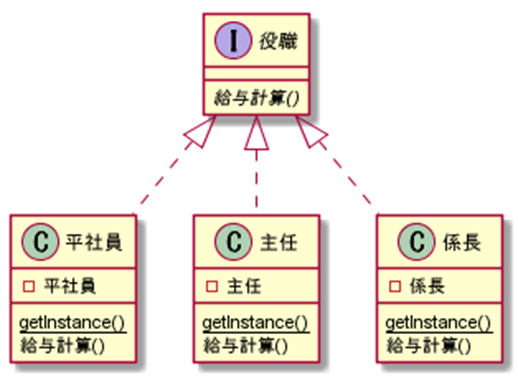 I 役職
給与計算()
C 平社員
C 主任
C 係長
平社員
主任
係長
getInstance()
給与計算()
getInstance()
給与計算()
getInstance()
給与計算()